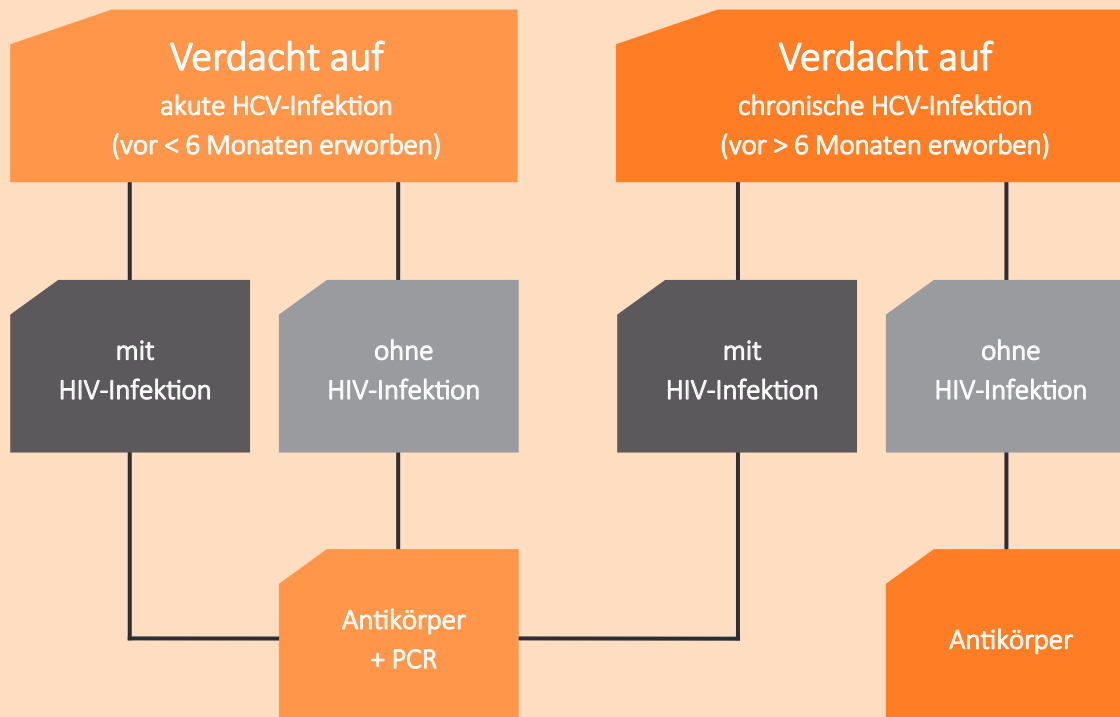 Verdacht auf
akute HCV-Infektion
(vor < 6 Monaten erworben)
Verdacht auf
chronische HCV-Infektion
(vor > 6 Monaten erworben)
mit
HIV-Infektion
ohne
HIV-Infektion
mit
HIV-Infektion
ohne
HIV-Infektion
Antikörper
+ PCR
Antikörper